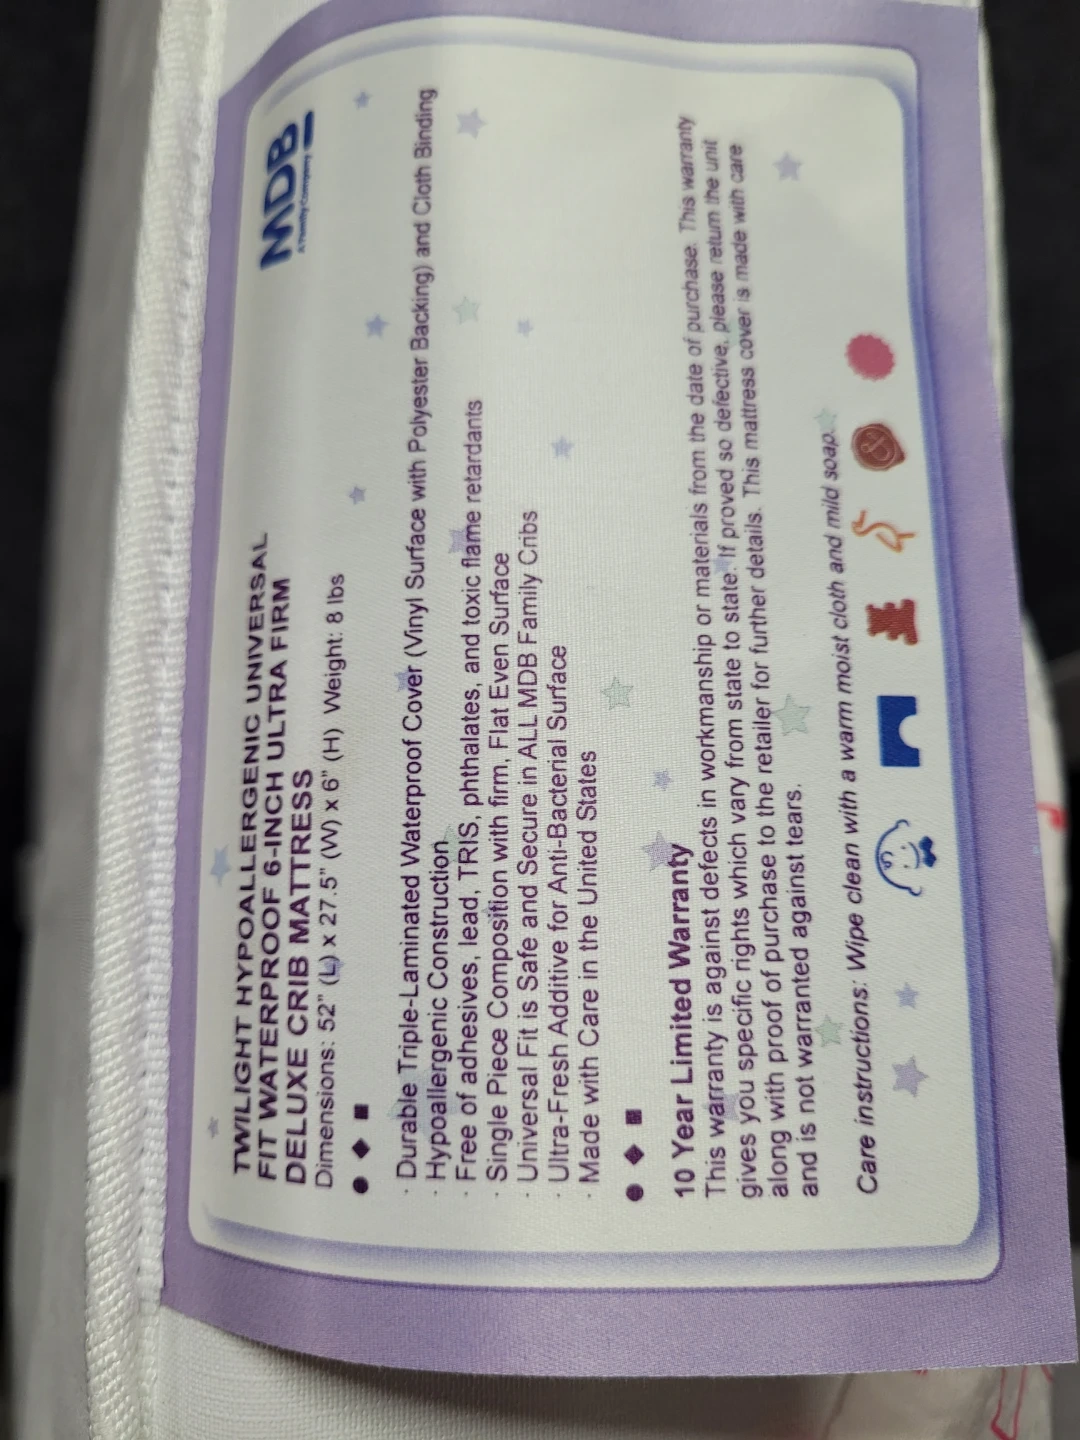 TWILIGHT HYPOALLERGENIC UNIVERSAL
FIT WATERPROOF 6-INCH ULTRA FIRM
DELUXE CRIB MATTRESS
Dimensions: 52" (L) x 27.5" (W) x 6" (H) Weight: 8 lbs
MDB
A Family Company
· Durable Triple-Laminated Waterproof Cover (Vinyl Surface with Polyester Backing) and Cloth Binding
· Hypoallergenic Construction
· Free of adhesives, lead, TRIS, phthalates, and toxic flame retardants
· Single Piece Composition with firm, Flat Even Surface
· Universal Fit is Safe and Secure in ALL MDB Family Cribs
· Ultra-Fresh Additive for Anti-Bacterial Surface
· Made with Care in the United States
10 Year Limited Warranty
This warranty is against defects in workmanship or materials from the date of purchase. This warranty
gives you specific rights which vary from state to state. If proved so defective, please return the unit
along with proof of purchase to the retailer for further details. This mattress cover is made with care
and is not warranted against tears.
Care instructions: Wipe clean with a warm moist cloth and mild soap.